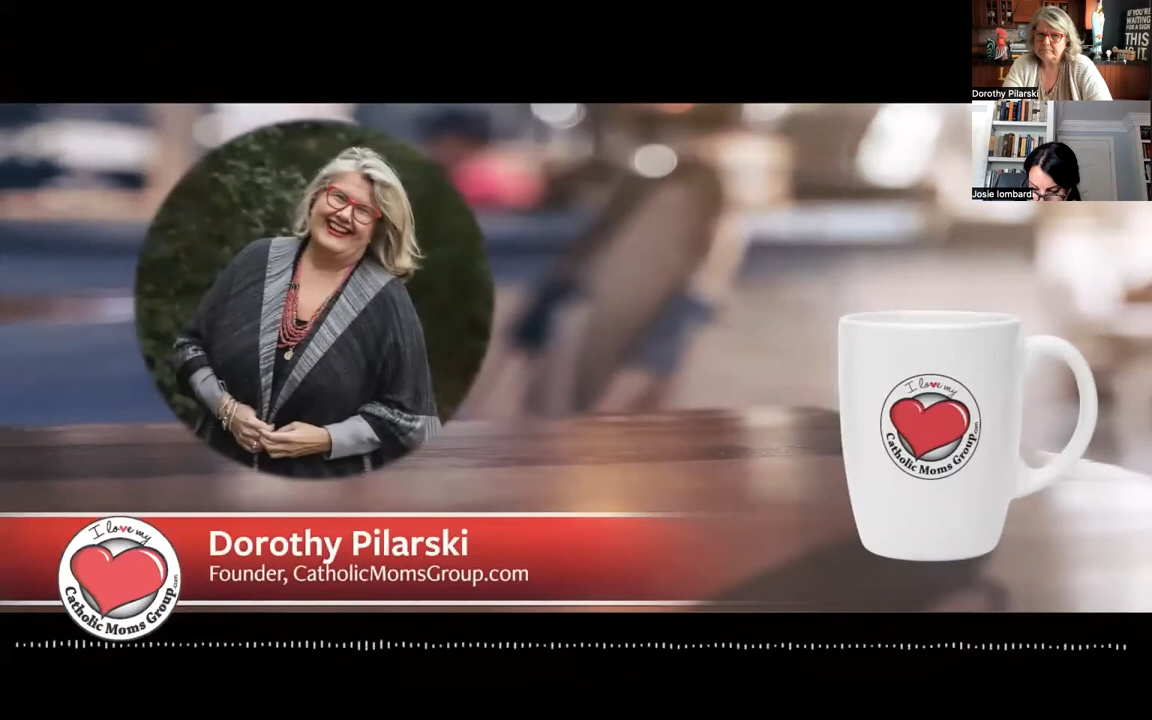 IF YOU'RE
WAITING
FOR A SIGN
THIS
IS IT.
Dorothy Pilarski
Josie Iombardi
I love my
Catholic Moms Group.com
I love my
Catholic Moms Group.com
Dorothy Pilarski
Founder, CatholicMomsGroup.com